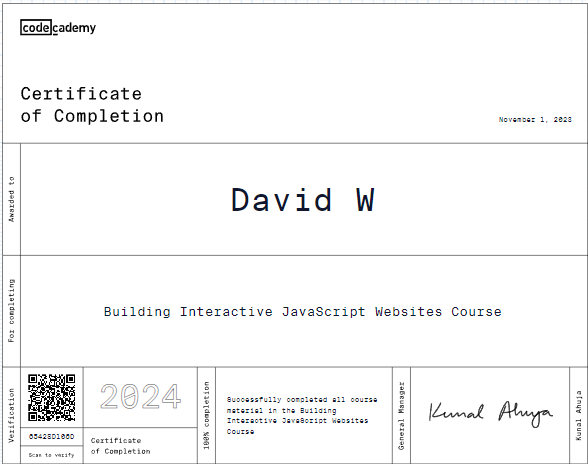 codecademy
Certificate
of Completion
November 1, 2023
Awarded to
David W
For completing
Building Interactive JavaScript Websites Course
Verification
Scan to verify
2024
Certificate
of Completion
100% completion
Successfully completed all course
material in the Building
Interactive JavaScript Websites
Course
General Manager
Kunal Ahuja
Kunal Ahuja